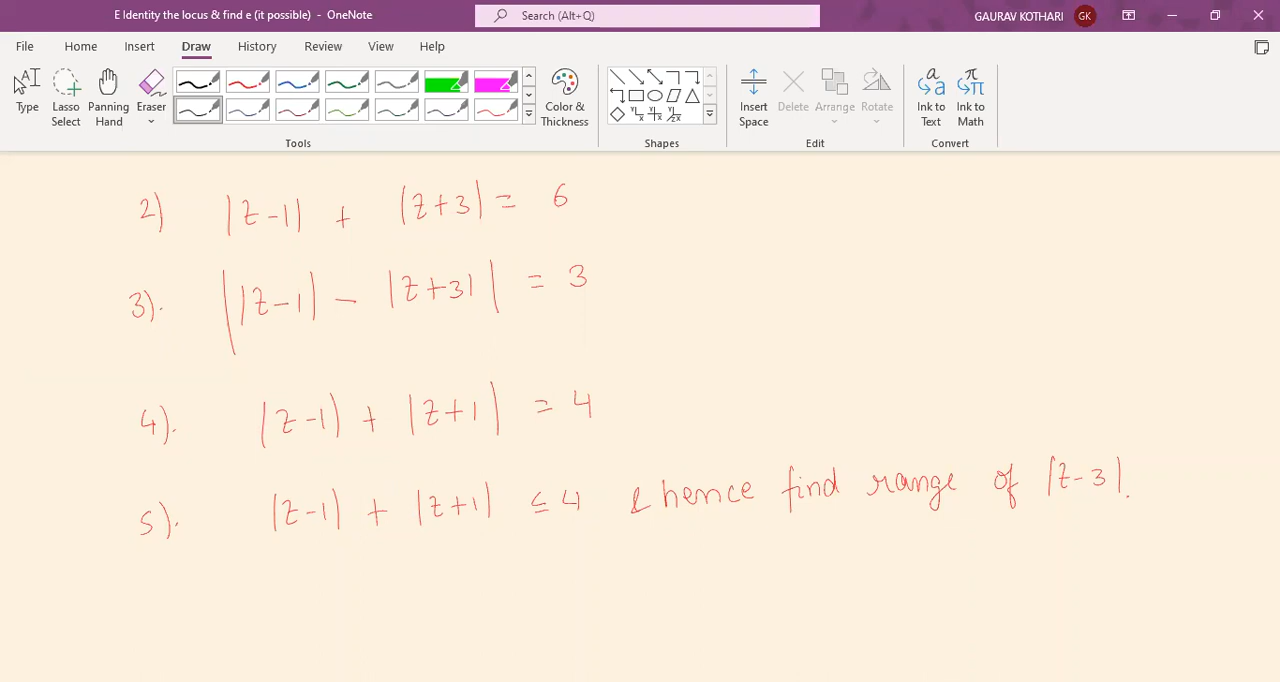 E Identity the locus & find e (it possible) - OneNote
Search (Alt+Q)
GAURAV KOTHARI
GK
File Home Insert Draw History Review View Help
Type
Lasso Select
Panning Hand
Eraser
Color & Thickness
Insert Space
Delete
Arrange
Rotate
Ink to Text
Ink to Math
Tools
Shapes
Edit
Convert
2) |z-1| + |z+3| = 6
3). ||z-1| - |z+3|| = 3
4). |z-1| + |z+1| = 4
5). |z-1| + |z+1| ≤ 4 & hence find range of |z-3|.